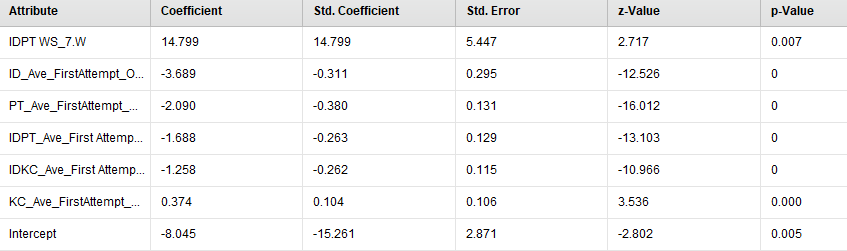 Attribute Coefficient Std. Coefficient Std. Error z-Value p-Value
IDPT WS_7.W 14.799 14.799 5.447 2.717 0.007
ID_Ave_FirstAttempt_O... -3.689 -0.311 0.295 -12.526 0
PT_Ave_FirstAttempt_... -2.090 -0.380 0.131 -16.012 0
IDPT_Ave_First Attemp... -1.688 -0.263 0.129 -13.103 0
IDKC_Ave_First Attemp... -1.258 -0.262 0.115 -10.966 0
KC_Ave_FirstAttempt_... 0.374 0.104 0.106 3.536 0.000
Intercept -8.045 -15.261 2.871 -2.802 0.005